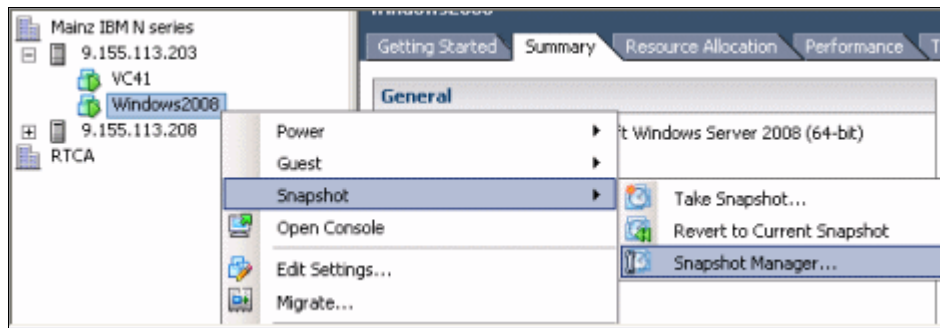 Windows2008
Mainz IBM N series
9.155.113.203
VC41
Windows2008
9.155.113.208
RTCA
Getting Started Summary Resource Allocation Performance T
General
ft Windows Server 2008 (64-bit)
Power
Guest
Snapshot
Open Console
Edit Settings...
Migrate...
Take Snapshot...
Revert to Current Snapshot
Snapshot Manager...